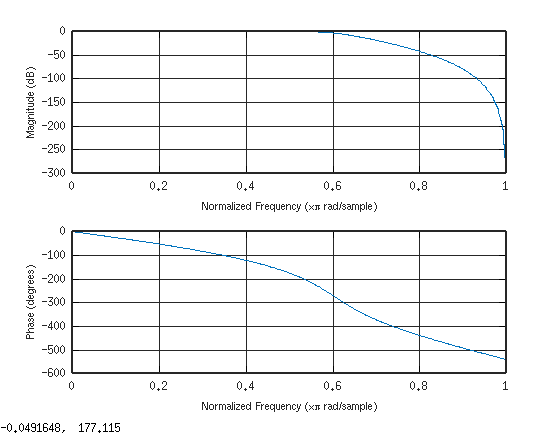 0
-50
-100
-150
-200
-250
-300
Magnitude (dB)
0 0.2 0.4 0.6 0.8 1
Normalized Frequency (×π rad/sample)
0
-100
-200
-300
-400
-500
-600
Phase (degrees)
0 0.2 0.4 0.6 0.8 1
Normalized Frequency (×π rad/sample)
-0.0491648, 177.115